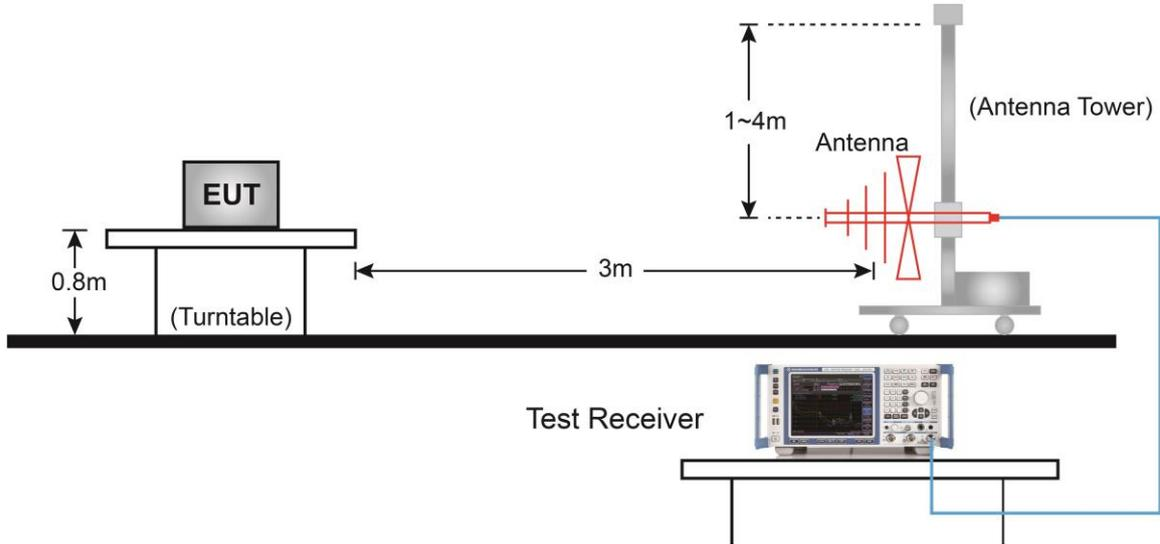 (Antenna Tower)
1~4m
Antenna
EUT
3m
0.8m
(Turntable)
Test Receiver